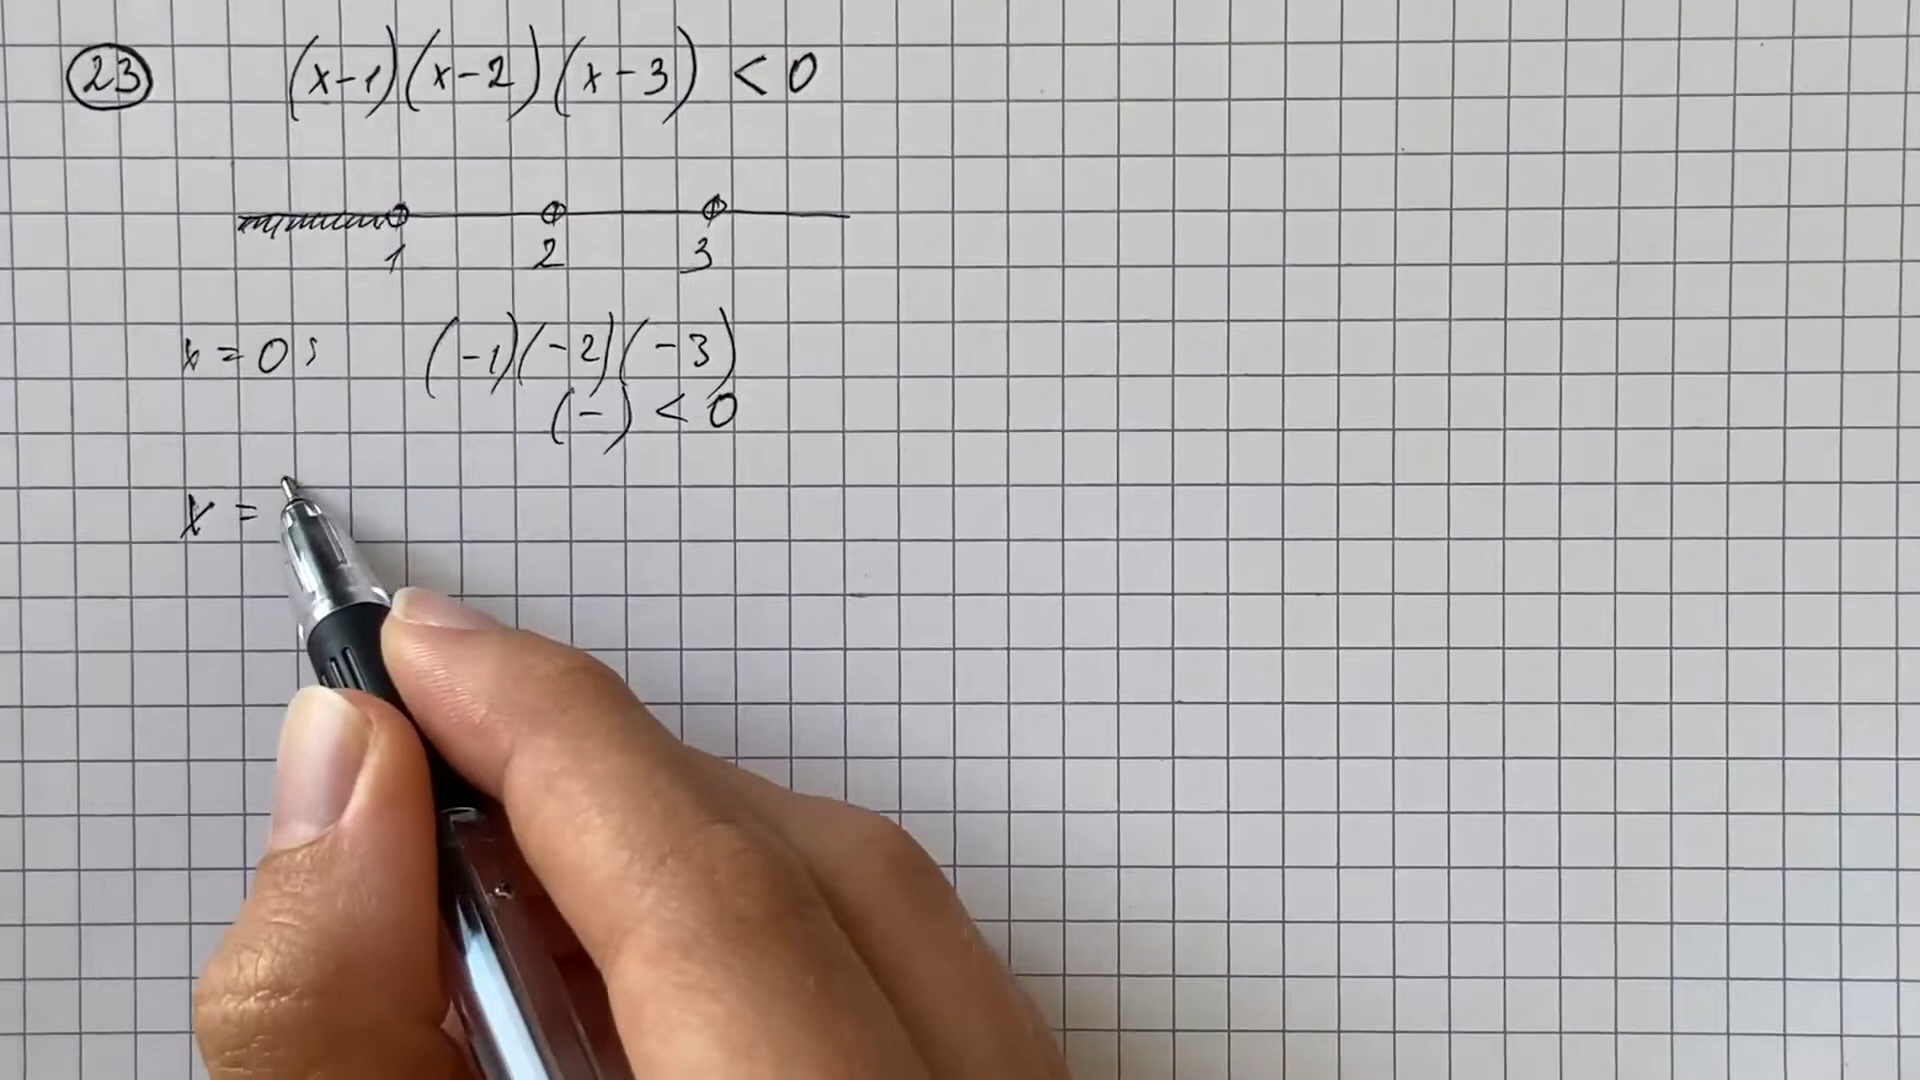 23 (x-1)(x-2)(x-3) < 0
1 2 3
x = 0; (-1)(-2)(-3)
(-) < 0
x =